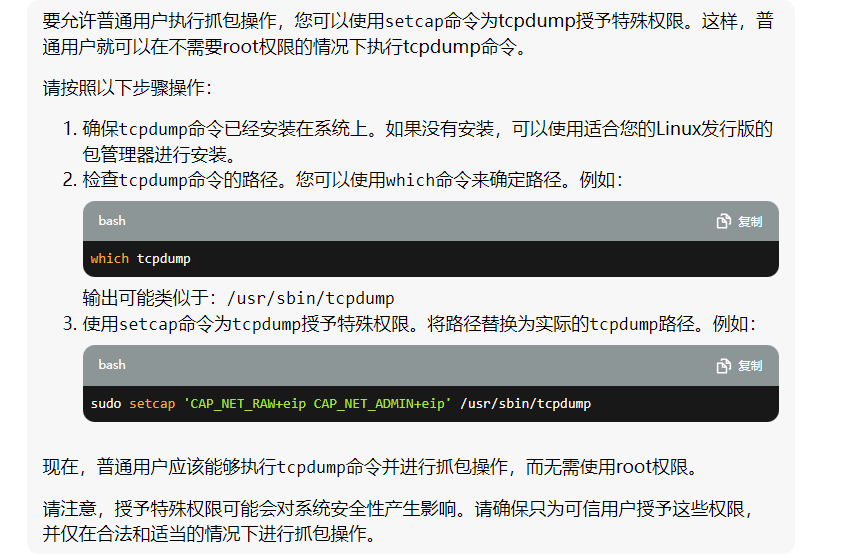 要允许普通用户执行抓包操作，您可以使用setcap命令为tcpdump授予特殊权限。这样，普
通用户就可以在不需要root权限的情况下执行tcpdump命令。
请按照以下步骤操作：
1. 确保tcpdump命令已经安装在系统上。如果没有安装，可以使用适合您的Linux发行版的
包管理器进行安装。
2. 检查tcpdump命令的路径。您可以使用which命令来确定路径。例如：
bash 复制
which tcpdump
输出可能类似于：/usr/sbin/tcpdump
3. 使用setcap命令为tcpdump授予特殊权限。将路径替换为实际的tcpdump路径。例如：
bash 复制
sudo setcap 'CAP_NET_RAW+eip CAP_NET_ADMIN+eip' /usr/sbin/tcpdump
现在，普通用户应该能够执行tcpdump命令并进行抓包操作，而无需使用root权限。
请注意，授予特殊权限可能会对系统安全性产生影响。请确保只为可信用户授予这些权限，
并仅在合法和适当的情况下进行抓包操作。